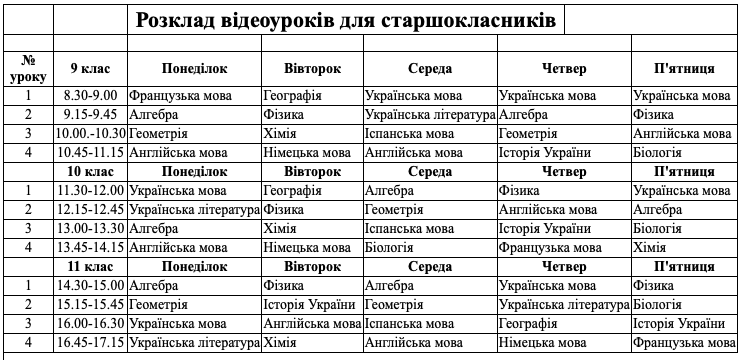 Розклад відеоуроків для старшокласників
№ уроку 9 клас Понеділок Вівторок Середа Четвер П'ятниця
1 8.30-9.00 Французька мова Географія Українська мова Українська мова Українська мова
2 9.15-9.45 Алгебра Фізика Українська література Алгебра Фізика
3 10.00.-10.30 Геометрія Хімія Іспанська мова Геометрія Англійська мова
4 10.45-11.15 Англійська мова Німецька мова Англійська мова Історія України Біологія
10 клас Понеділок Вівторок Середа Четвер П'ятниця
1 11.30-12.00 Українська мова Географія Алгебра Фізика Українська мова
2 12.15-12.45 Українська література Фізика Геометрія Англійська мова Алгебра
3 13.00-13.30 Алгебра Хімія Іспанська мова Історія України Біологія
4 13.45-14.15 Англійська мова Німецька мова Біологія Французька мова Хімія
11 клас Понеділок Вівторок Середа Четвер П'ятниця
1 14.30-15.00 Алгебра Фізика Алгебра Українська мова Фізика
2 15.15-15.45 Геометрія Історія України Геометрія Українська література Біологія
3 16.00-16.30 Українська мова Англійська мова Іспанська мова Географія Історія України
4 16.45-17.15 Українська література Хімія Англійська мова Німецька мова Французька мова